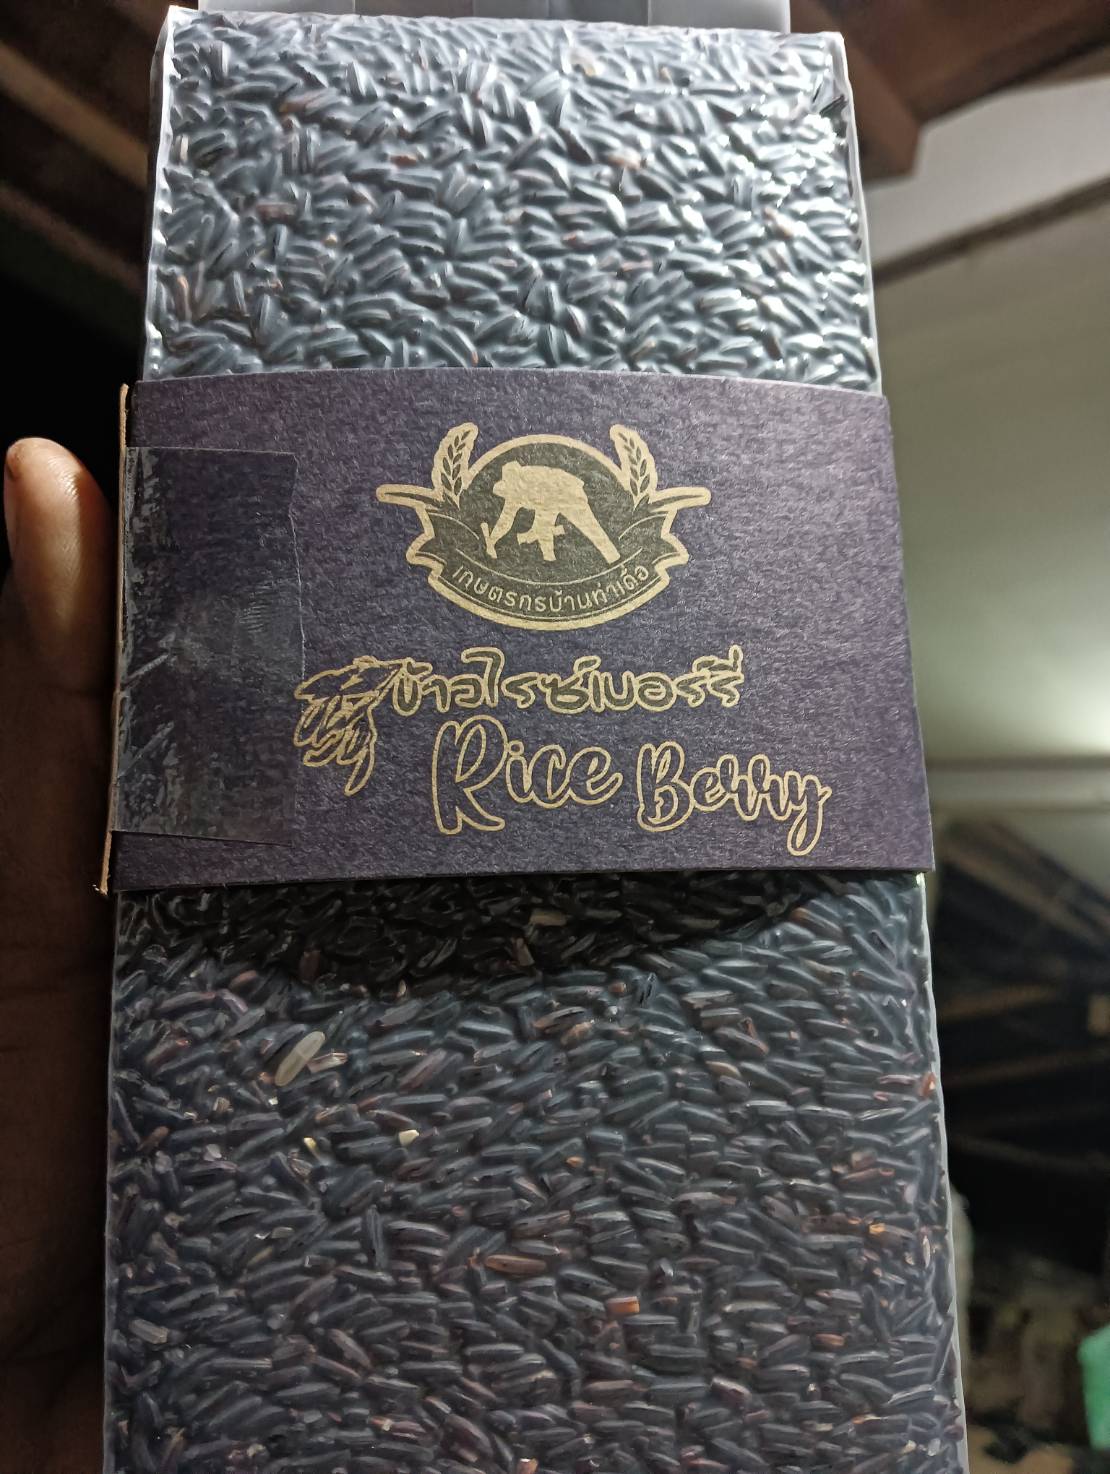 เกษตรกรบ้านท่าเดื่อ
ข้าวไรซ์เบอร์รี่
Rice Berry